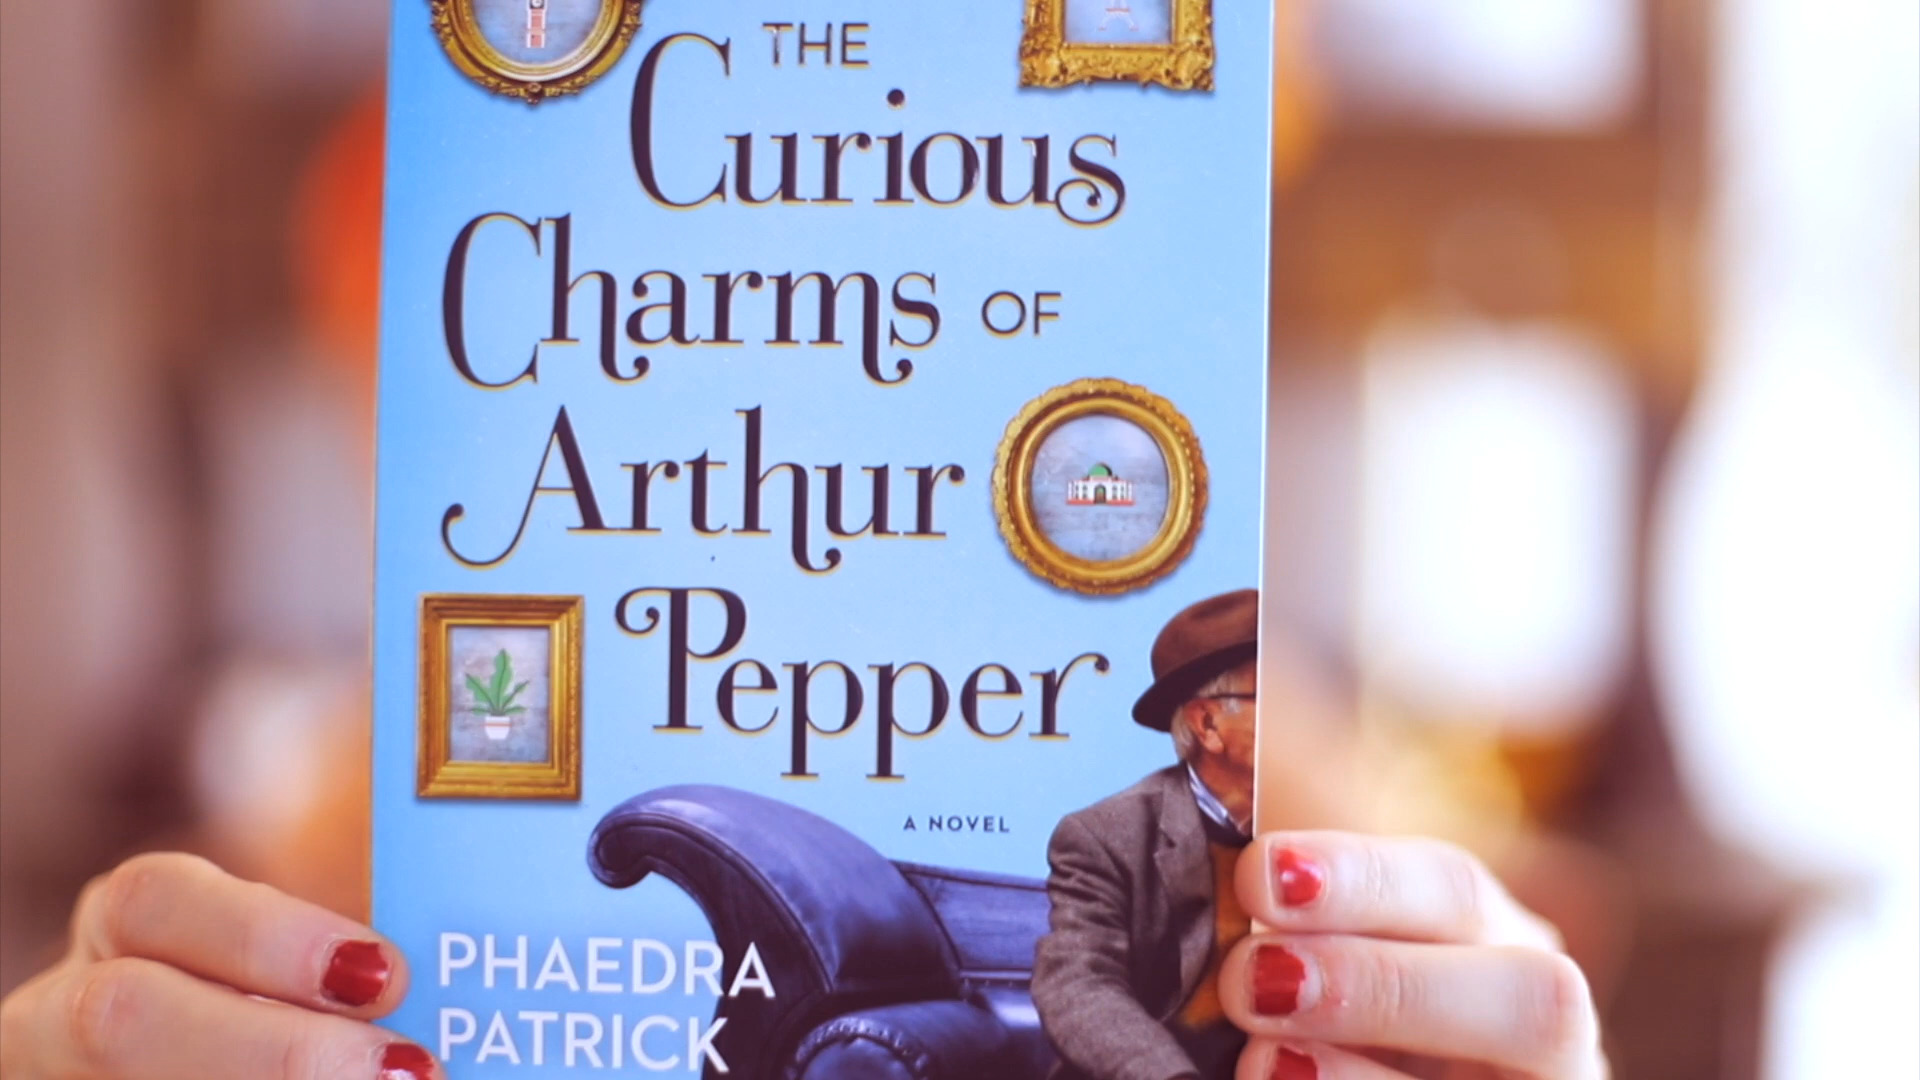 THE
Curious
Charms OF
Arthur
Pepper
A NOVEL
PHAEDRA
PATRICK